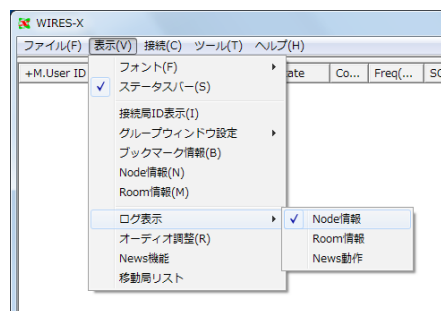 WIRES-X
ファイル(F) 表示(V) 接続(C) ツール(T) ヘルプ(H)
+M.User ID Co... Freq(...
フォント(F)
ステータスバー(S)
接続局ID表示(I)
グループウィンドウ設定
ブックマーク情報(B)
Node情報(N)
Room情報(M)
ログ表示
Node情報
オーディオ調整(R)
Room情報
News機能
News動作
移動局リスト